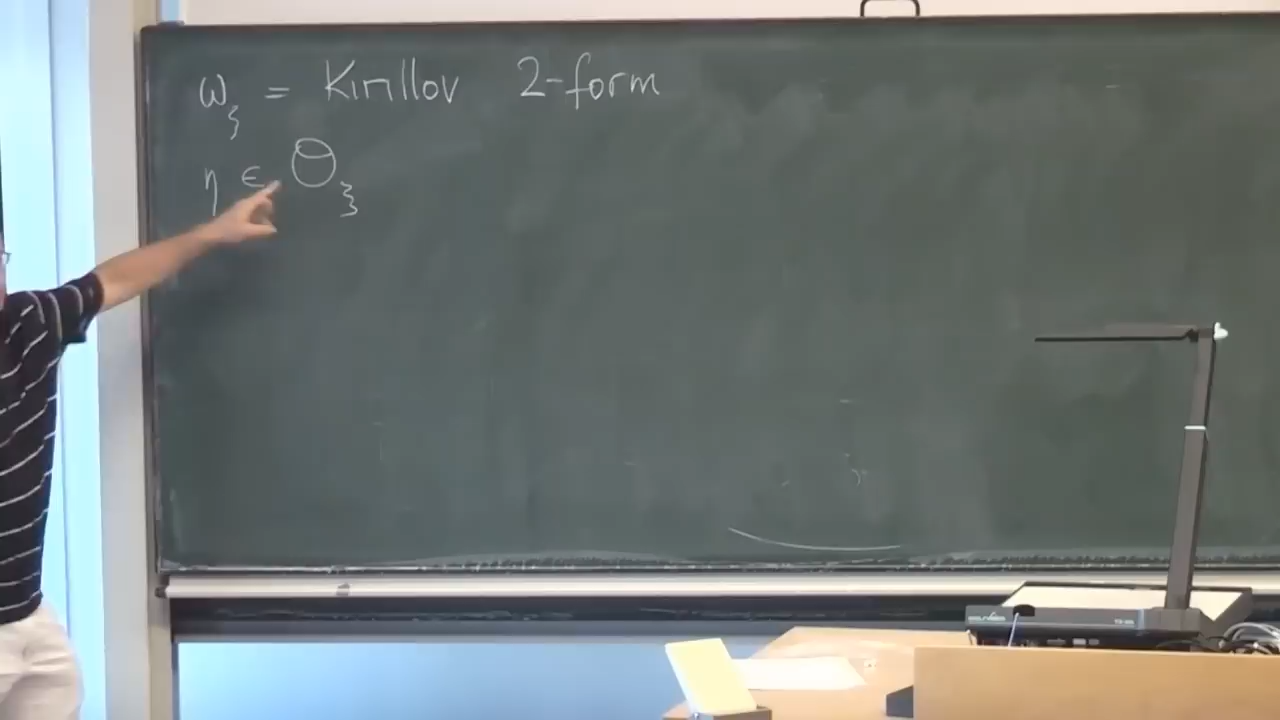 ω_ξ = Kirillov 2-form
η ∈ Θ_ξ